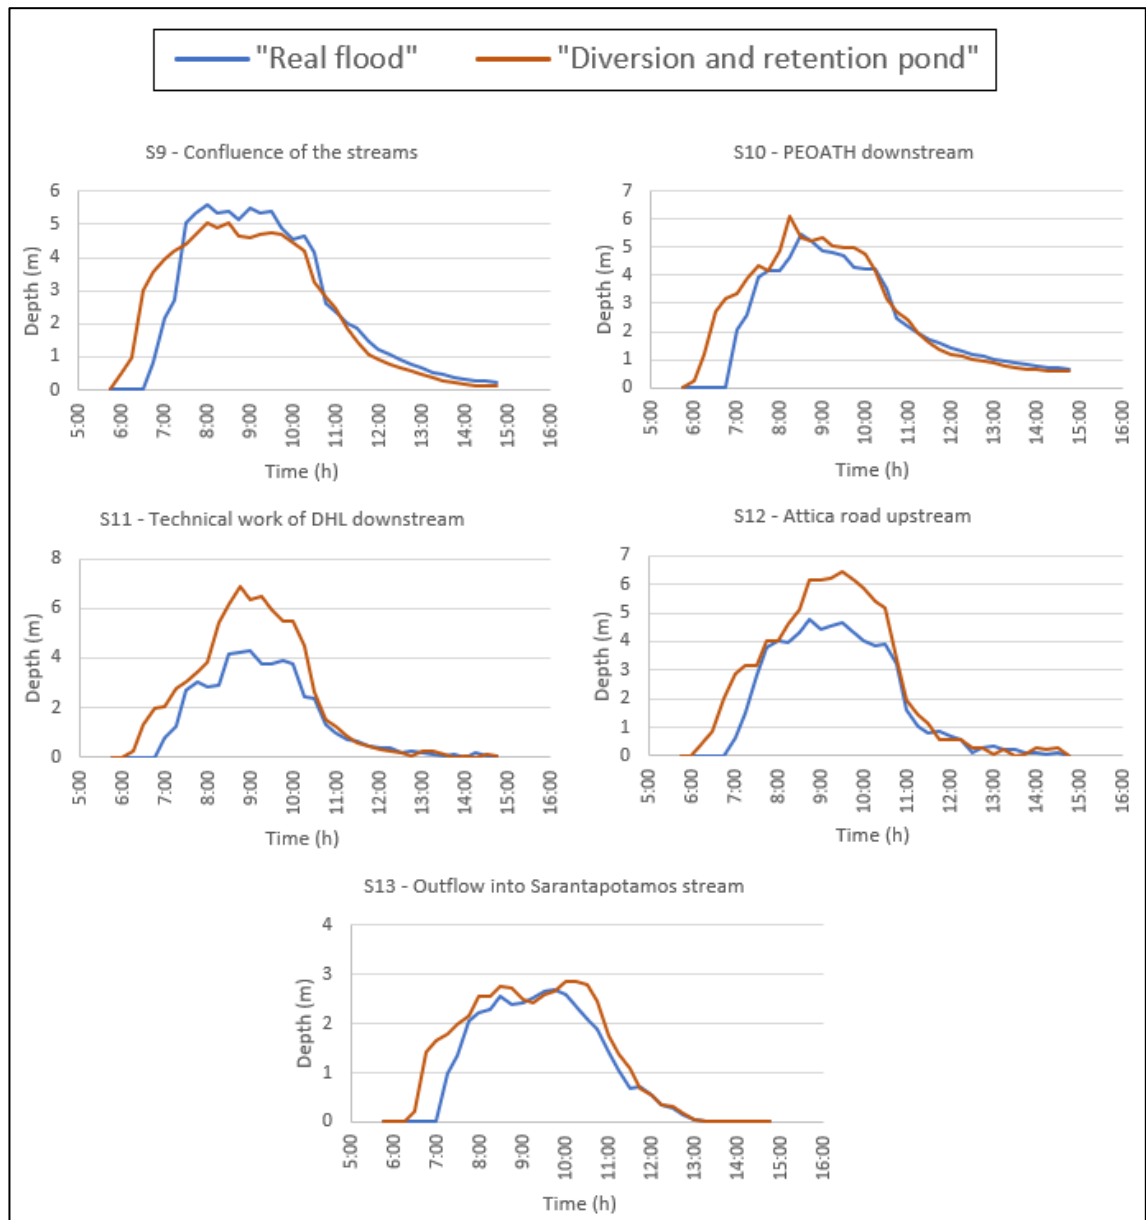 "Real flood" "Diversion and retention pond"
S9 - Confluence of the streams
6
5
4
3
2
1
0
Depth (m)
5:00 6:00 7:00 8:00 9:00 10:00 11:00 12:00 13:00 14:00 15:00 16:00
Time (h)
S10 - PEOATH downstream
7
6
5
4
3
2
1
0
Depth (m)
5:00 6:00 7:00 8:00 9:00 10:00 11:00 12:00 13:00 14:00 15:00 16:00
Time (h)
S11 - Technical work of DHL downstream
8
6
4
2
0
Depth (m)
5:00 6:00 7:00 8:00 9:00 10:00 11:00 12:00 13:00 14:00 15:00 16:00
Time (h)
S12 - Attica road upstream
7
6
5
4
3
2
1
0
Depth (m)
5:00 6:00 7:00 8:00 9:00 10:00 11:00 12:00 13:00 14:00 15:00 16:00
Time (h)
S13 - Outflow into Sarantapotamos stream
4
3
2
1
0
Depth (m)
5:00 6:00 7:00 8:00 9:00 10:00 11:00 12:00 13:00 14:00 15:00 16:00
Time (h)